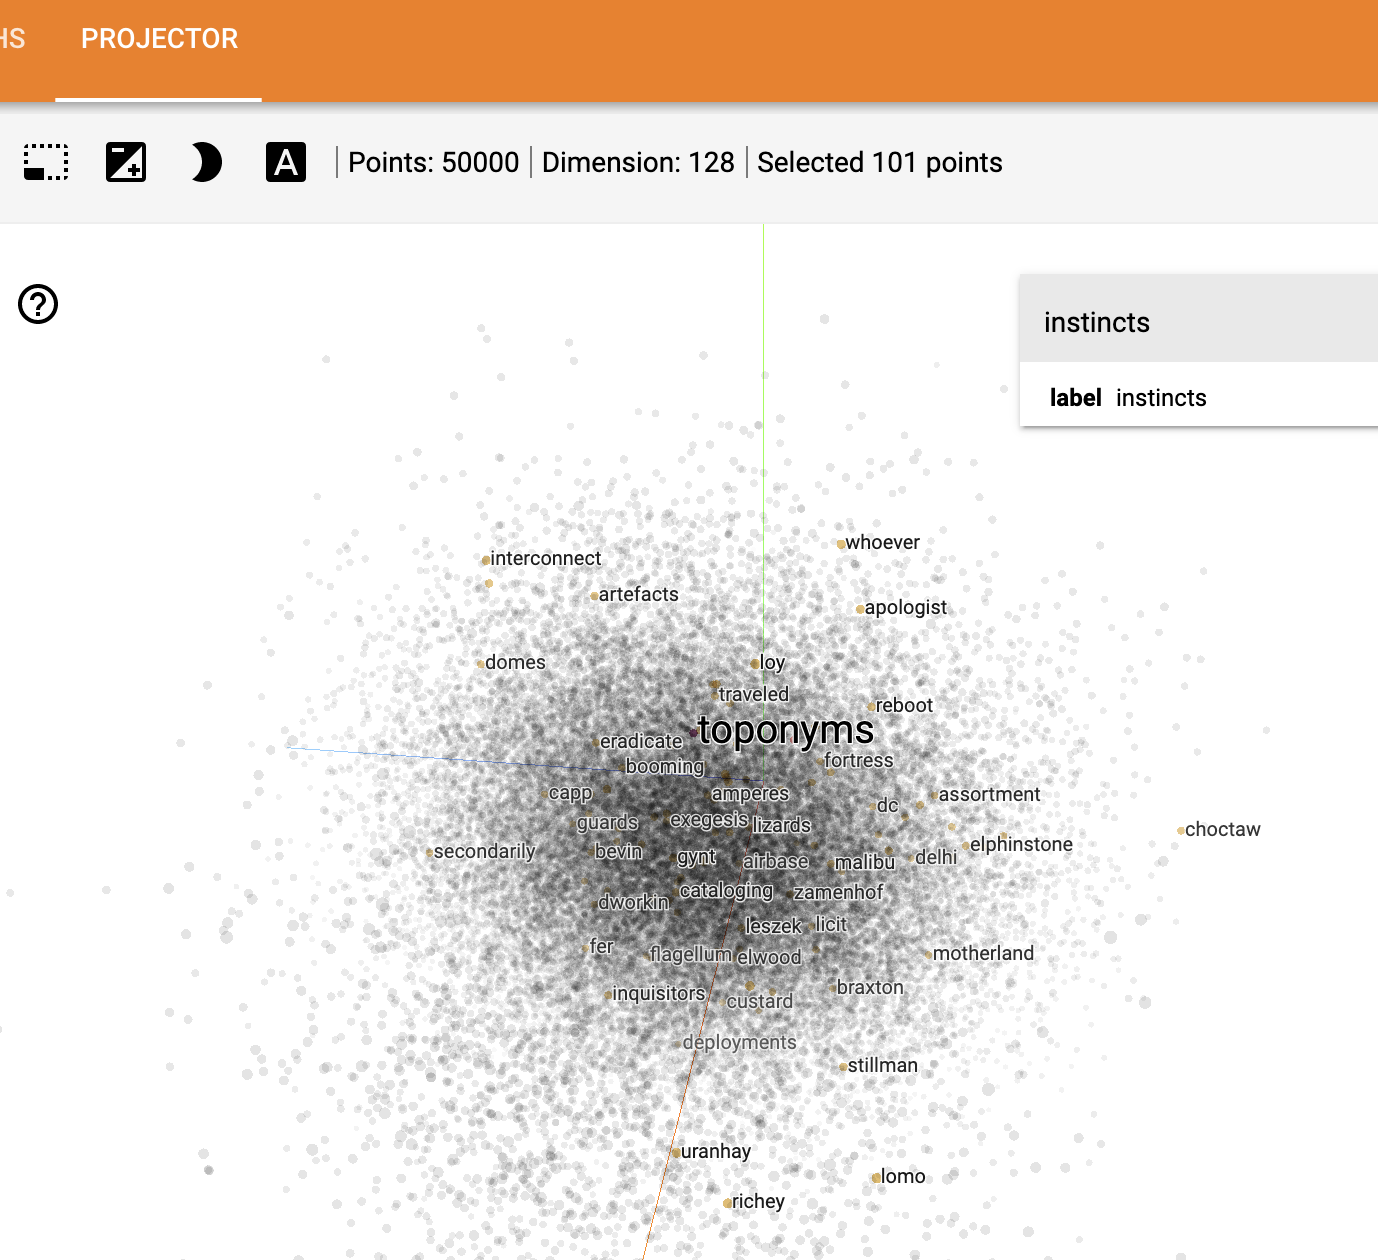 HS PROJECTOR
A Points: 50000 Dimension: 128 Selected 101 points
?
instincts
label instincts
whoever
interconnect
artefacts
apologist
domes
loy
traveled
reboot
toponyms
eradicate
fortress
booming
capp
amperes
assortment
dc
guards
exegesis
lizards
choctaw
elphinstone
secondarily
bevin
gynt
airbase
malibu
delhi
cataloging
zamenhof
dworkin
leszek
licit
fer
flagellum
elwood
motherland
braxton
inquisitors
custard
deployments
stillman
uranhay
lomo
richey